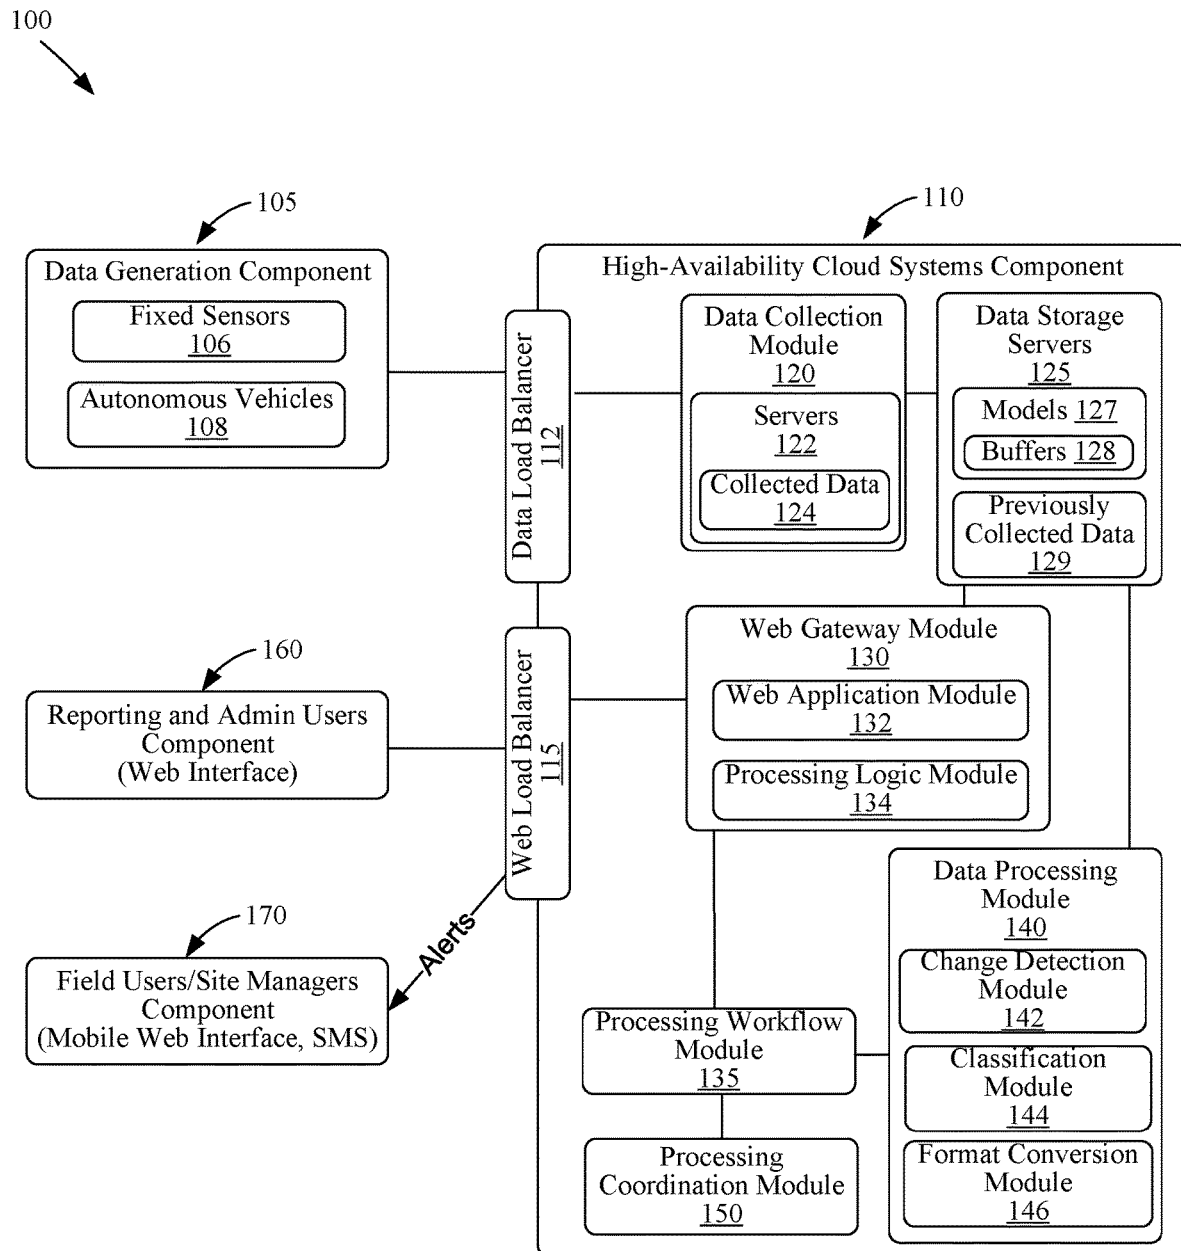 100
105
Data Generation Component
Fixed Sensors
106
Autonomous Vehicles
108
110
High-Availability Cloud Systems Component
Data Load Balancer
112
Data Collection
Module
120
Servers
122
Collected Data
124
Data Storage
Servers
125
Models 127
Buffers 128
Previously
Collected Data
129
160
Reporting and Admin Users
Component
(Web Interface)
Web Load Balancer
115
Web Gateway Module
130
Web Application Module
132
Processing Logic Module
134
170
Field Users/Site Managers
Component
(Mobile Web Interface, SMS)
Alerts
Processing Workflow
Module
135
Processing
Coordination Module
150
Data Processing
Module
140
Change Detection
Module
142
Classification
Module
144
Format Conversion
Module
146